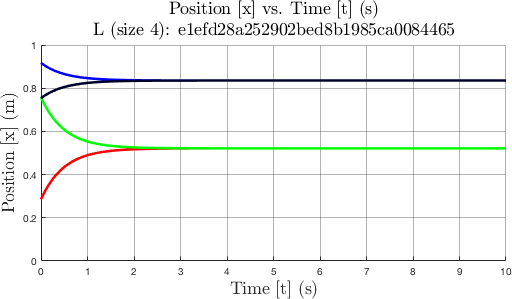 Position [x] vs. Time [t] (s)
L (size 4): e1efd28a252902bed8b1985ca0084465
Position [x] (m)
1
0.8
0.6
0.4
0.2
0
0 1 2 3 4 5 6 7 8 9 10
Time [t] (s)